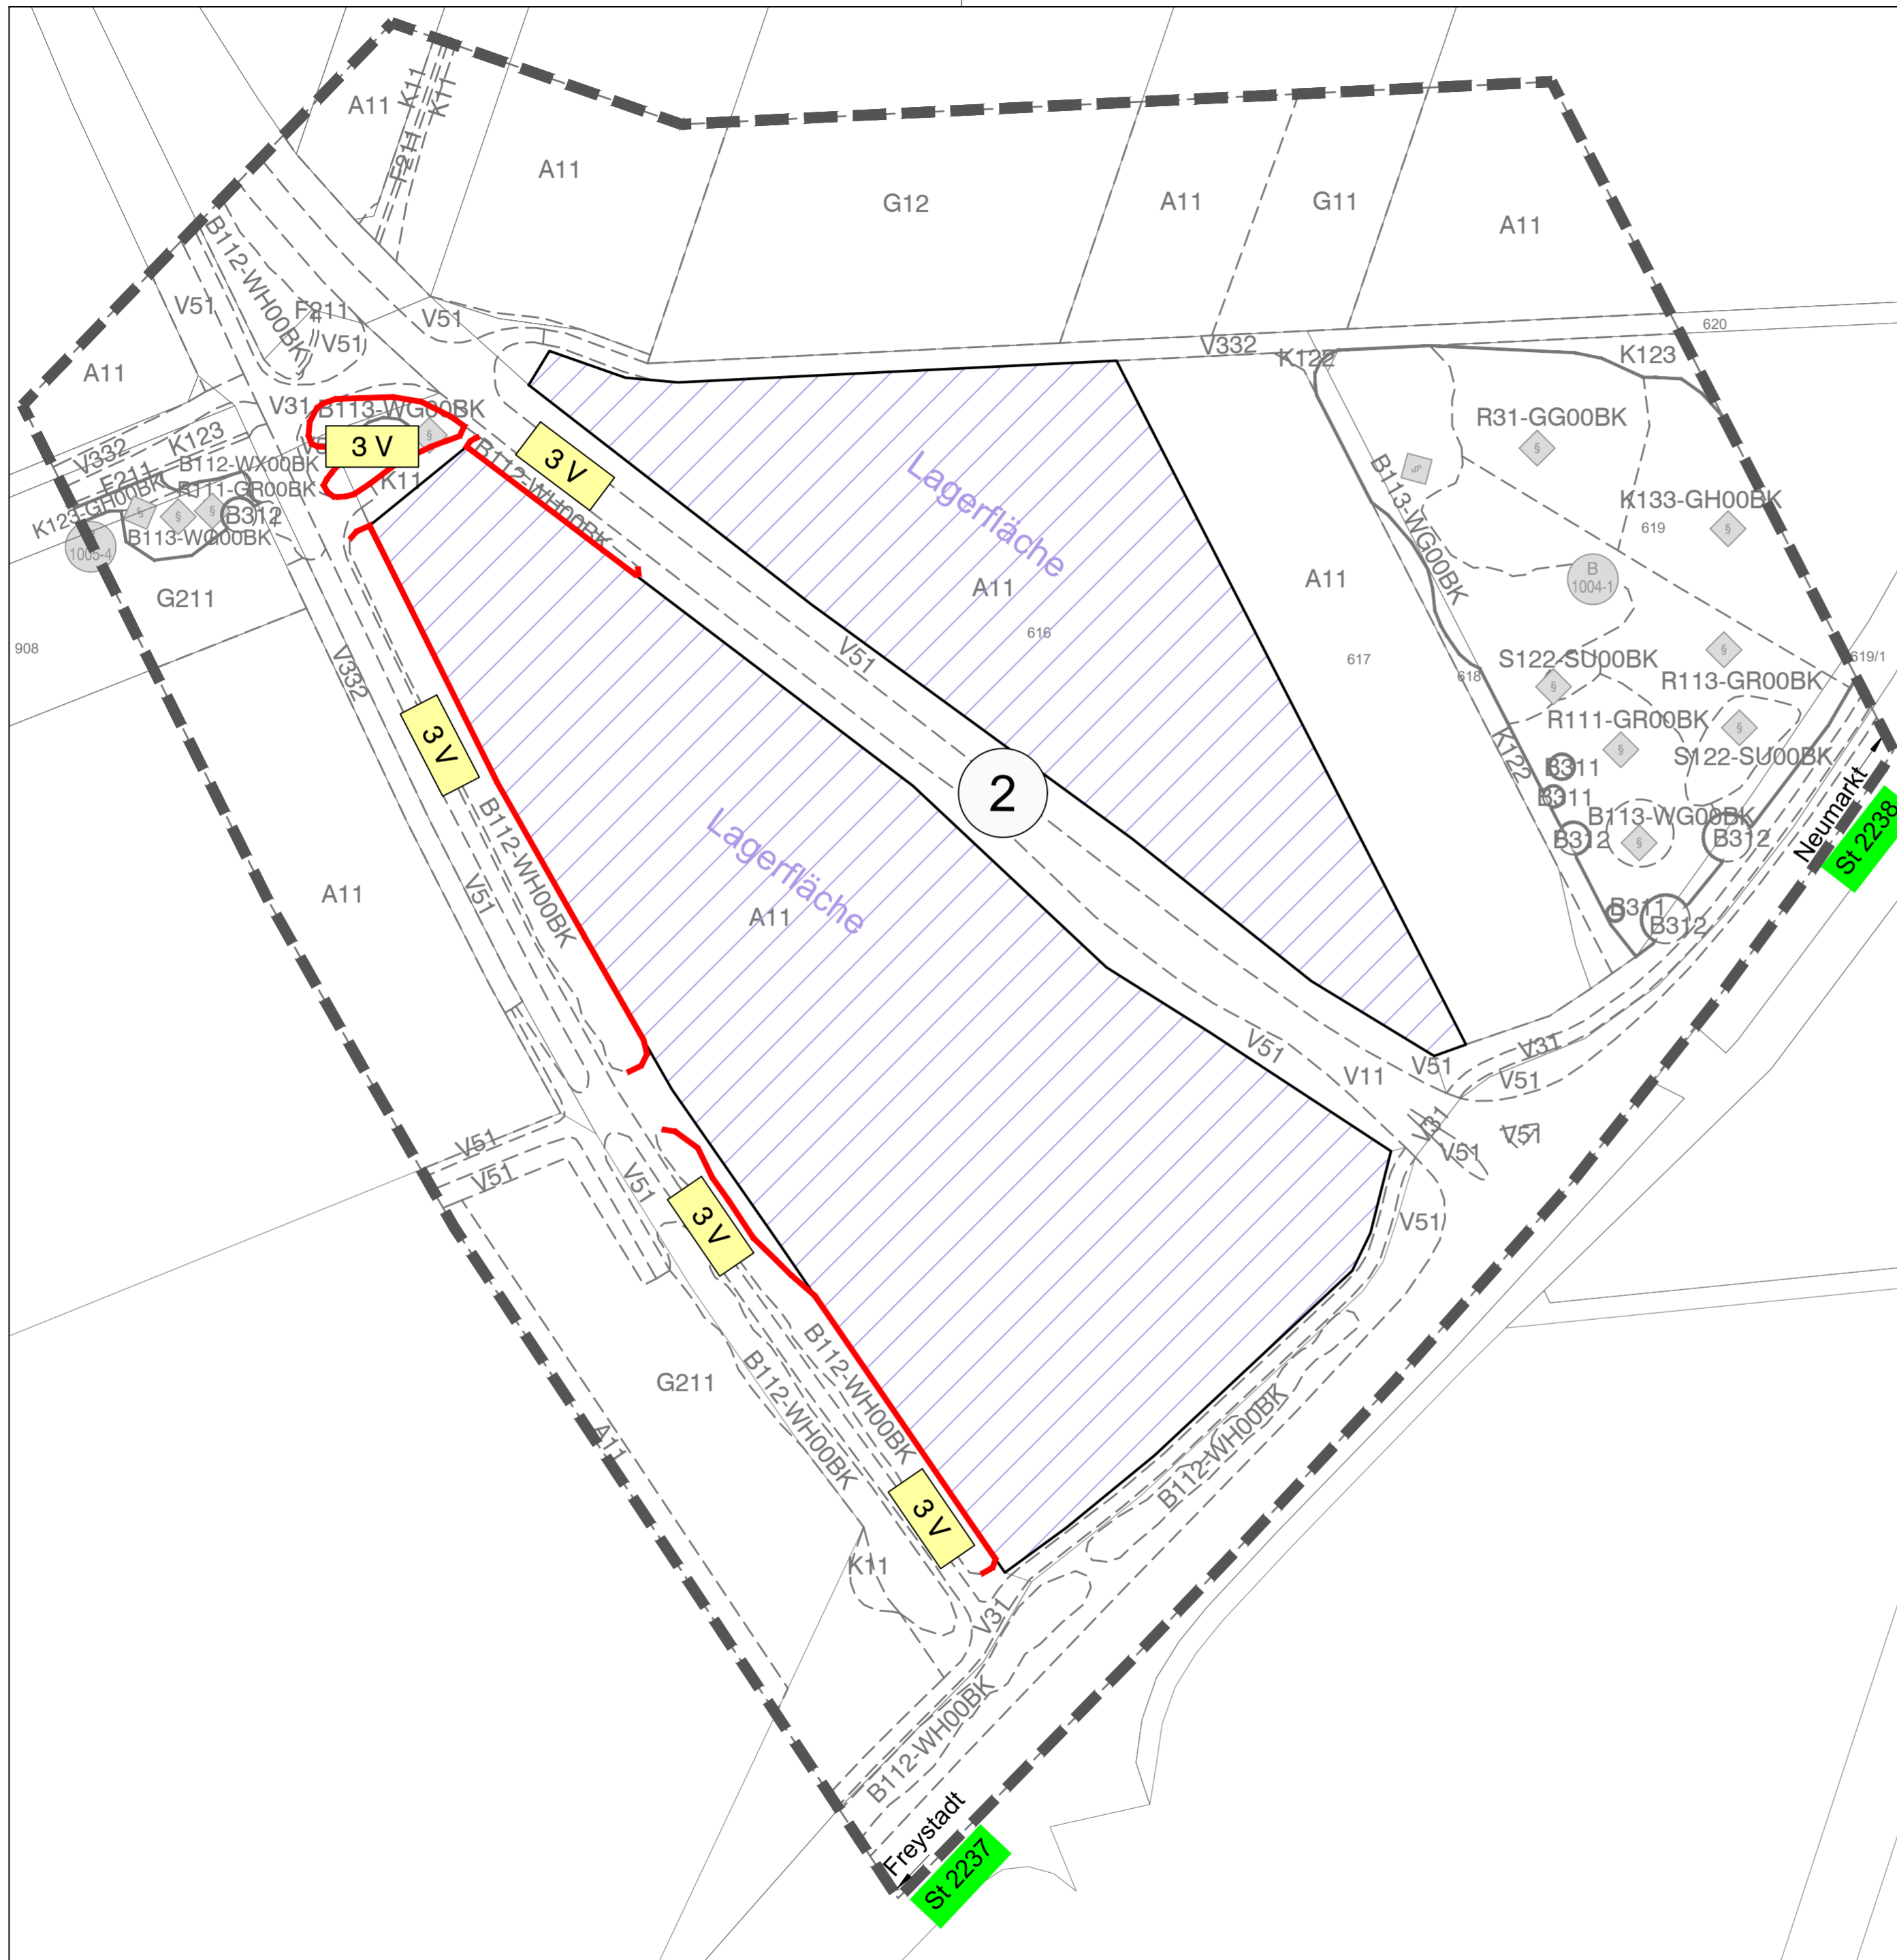 A11
K11
K11
F211
A11
G12
A11
G11
A11
B112-WH00BK
V51
F211
V51
V51
A11
V332
620
K122
K123
V31
B113-WG00BK
3 V
K11
V332
K123
F211
B112-WX00BK
R111-GR00BK
K123-GH00BK
B312
B113-WG00BK
1005-4
G211
908
B112-WH00BK
3 V
Lagerfläche
A11
616
V51
A11
617
B113-WG00BK
R31-GG00BK
§
§
K133-GH00BK
619
§
B
1004-1
S122-SU00BK
§
618
§
619/1
R113-GR00BK
R111-GR00BK
§
§
S122-SU00BK
K122
B311
B311
B113-WG00BK
B312
§
B312
B311
B312
Neumarkt
St 2238
V332
3 V
B112-WH00BK
V51
A11
2
Lagerfläche
A11
V51
V11
V51
V31
V51
V31
V51
V51
V51
V51
V51
V51
3 V
G211
B112-WH00BK
B112-WH00BK
A11
3 V
K11
B112-WH00BK
V31
B112-WH00BK
Freystadt
St 2237